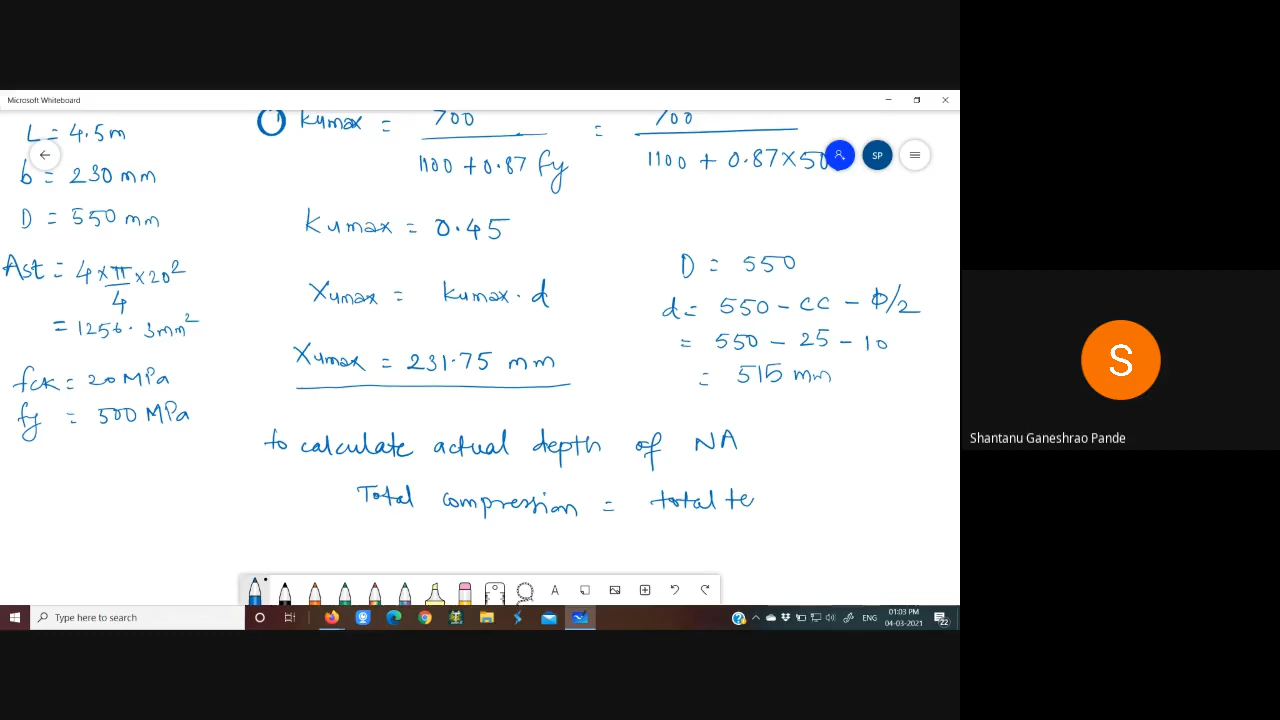 Microsoft Whiteboard
L = 4.5m
b = 230 mm
D = 550 mm
Ast = 4 × π/4 × 20²
= 1256.3mm²
fck = 20 MPa
fy = 500 MPa
① Kumax = 700 / 1100 + 0.87 fy = 700 / 1100 + 0.87×50
Kumax = 0.45
Xumax = Kumax . d
Xumax = 231.75 mm
D = 550
d = 550 - CC - Φ/2
= 550 - 25 - 10
= 515 mm
to calculate actual depth of NA
Total compression = total te
SP
S
Shantanu Ganeshrao Pande
A
Type here to search
ENG
01:03 PM
04-03-2021
22